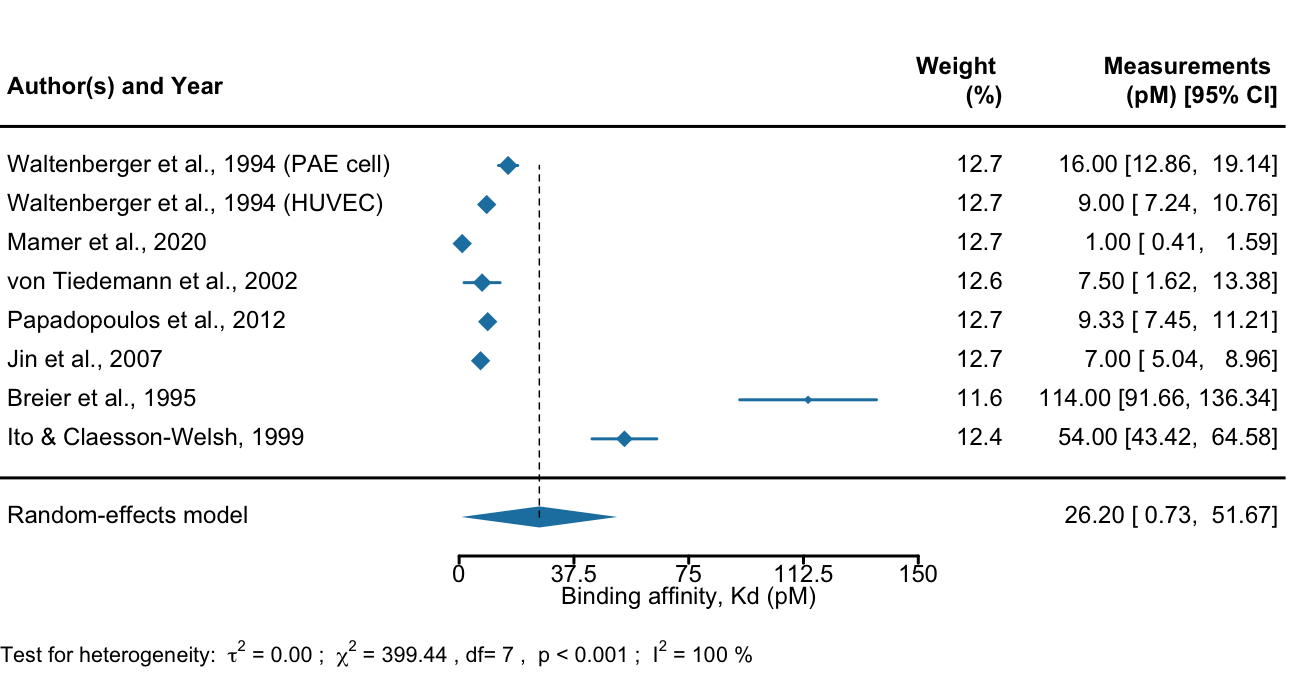 Author(s) and Year Weight (%) Measurements (pM) [95% CI]
Waltenberger et al., 1994 (PAE cell) 12.7 16.00 [12.86, 19.14]
Waltenberger et al., 1994 (HUVEC) 12.7 9.00 [ 7.24, 10.76]
Mamer et al., 2020 12.7 1.00 [ 0.41, 1.59]
von Tiedemann et al., 2002 12.6 7.50 [ 1.62, 13.38]
Papadopoulos et al., 2012 12.7 9.33 [ 7.45, 11.21]
Jin et al., 2007 12.7 7.00 [ 5.04, 8.96]
Breier et al., 1995 11.6 114.00 [91.66, 136.34]
Ito & Claesson-Welsh, 1999 12.4 54.00 [43.42, 64.58]
Random-effects model 26.20 [ 0.73, 51.67]
0 37.5 75 112.5 150
Binding affinity, Kd (pM)
Test for heterogeneity: τ² = 0.00 ; χ² = 399.44 , df= 7 , p < 0.001 ; I² = 100 %